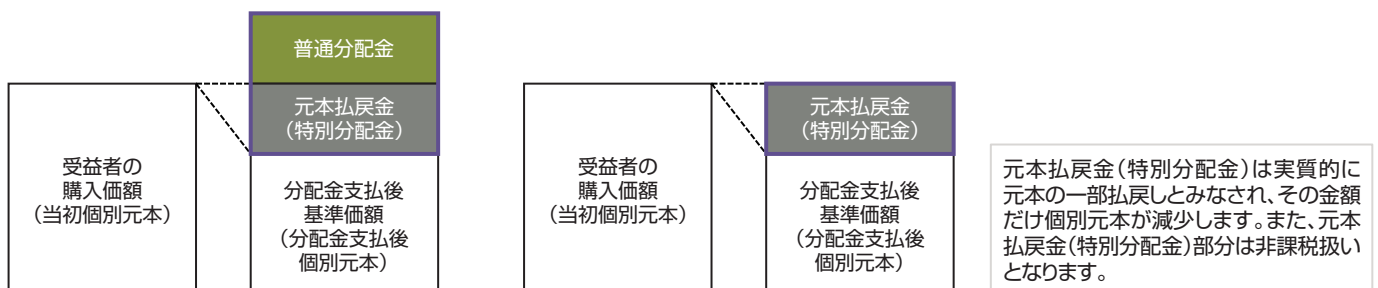 普通分配金
元本払戻金
（特別分配金）
受益者の
購入価額
（当初個別元本）
分配金支払後
基準価額
（分配金支払後
個別元本）
元本払戻金
（特別分配金）
受益者の
購入価額
（当初個別元本）
分配金支払後
基準価額
（分配金支払後
個別元本）
元本払戻金（特別分配金）は実質的に
元本の一部払戻しとみなされ、その金額
だけ個別元本が減少します。また、元本
払戻金（特別分配金）部分は非課税扱い
となります。